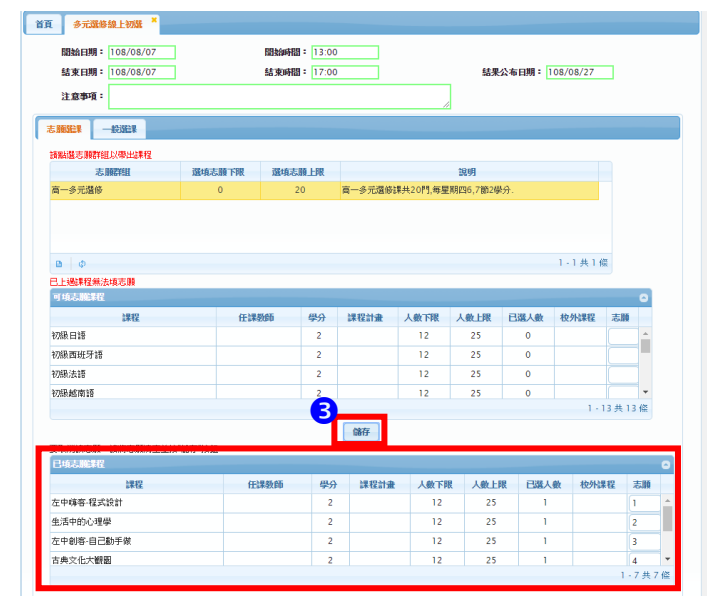 首頁 多元選修線上初選 *
開始日期： 108/08/07 開始時間： 13:00
結束日期： 108/08/07 結束時間： 17:00 結果公布日期： 108/08/27
注意事項：
志願選課 一般選課
請點選志願群組以帶出課程
志願群組 選填志願下限 選填志願上限 說明
高一多元選修 0 20 高一多元選修課共20門,每星期四6,7節2學分.
1 - 1 共 1 條
已上過課程無法填志願
可填志願課程
課程 任課教師 學分 課程計畫 人數下限 人數上限 已選人數 校外課程 志願
初級日語 2 12 25 0
初級西班牙語 2 12 25 0
初級法語 2 12 25 0
初級越南語 2 12 25 0
1 - 13 共 13 條
3
儲存
已填志願課程
課程 任課教師 學分 課程計畫 人數下限 人數上限 已選人數 校外課程 志願
左中嗨客-程式設計 2 12 25 1 1
生活中的心理學 2 12 25 1 2
左中創客-自己動手做 2 12 25 1 3
古典文化大觀園 2 12 25 1 4
1 - 7 共 7 條